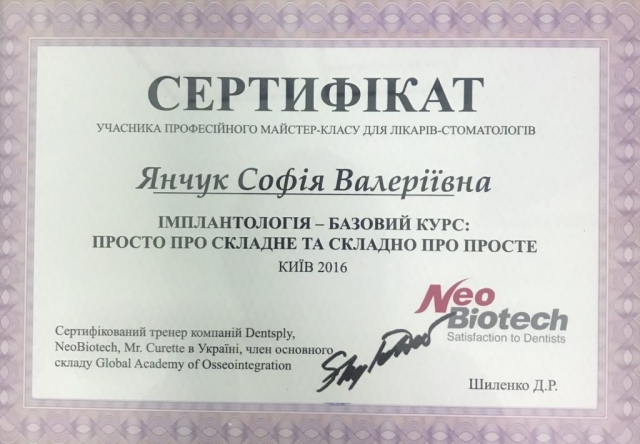 СЕРТИФІКАТ
УЧАСНИКА ПРОФЕСІЙНОГО МАЙСТЕР-КЛАСУ ДЛЯ ЛІКАРІВ-СТОМАТОЛОГІВ
Янчук Софія Валеріївна
ІМПЛАНТОЛОГІЯ – БАЗОВИЙ КУРС:
ПРОСТО ПРО СКЛАДНЕ ТА СКЛАДНО ПРО ПРОСТЕ
КИЇВ 2016
Neo
Biotech
Satisfaction to Dentists
Сертифікований тренер компаній Dentsply,
NeoBiotech, Mr. Curette в Україні, член основного
складу Global Academy of Osseointegration
Шиленко Д.Р.